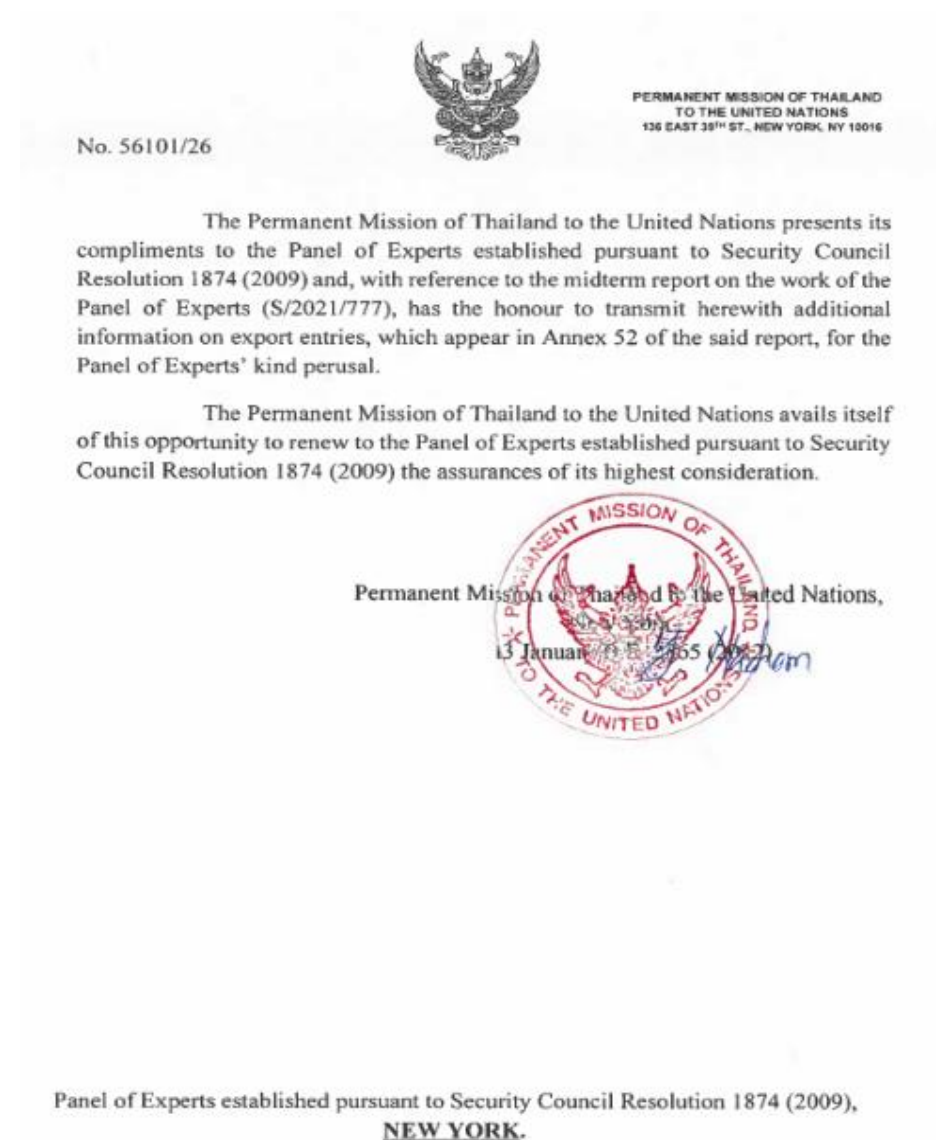 PERMANENT MISSION OF THAILAND
TO THE UNITED NATIONS
136 EAST 39TH ST., NEW YORK, NY 10016
No. 56101/26
The Permanent Mission of Thailand to the United Nations presents its
compliments to the Panel of Experts established pursuant to Security Council
Resolution 1874 (2009) and, with reference to the midterm report on the work of the
Panel of Experts (S/2021/777), has the honour to transmit herewith additional
information on export entries, which appear in Annex 52 of the said report, for the
Panel of Experts' kind perusal.
The Permanent Mission of Thailand to the United Nations avails itself
of this opportunity to renew to the Panel of Experts established pursuant to Security
Council Resolution 1874 (2009) the assurances of its highest consideration.
PERMANENT MISSION OF THAILAND
TO THE UNITED NATIONS
Permanent Mission of Thailand to the United Nations,
13 January
Panel of Experts established pursuant to Security Council Resolution 1874 (2009),
NEW YORK.